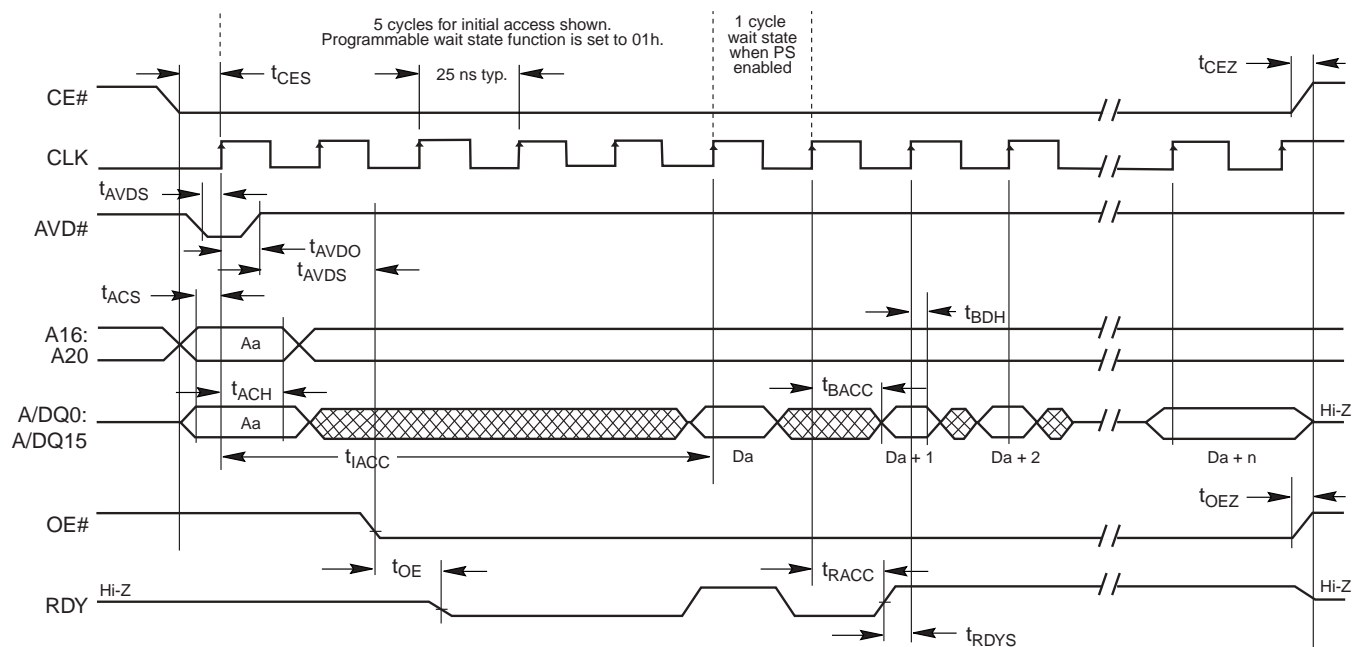 5 cycles for initial access shown.
Programmable wait state function is set to 01h.
1 cycle
wait state
when PS
enabled
tCES
25 ns typ.
tCEZ
CE#
CLK
tAVDS
AVD#
tAVDO
tAVDS
tACS
tBDH
A16:
A20
Aa
tACH
tBACC
A/DQ0:
A/DQ15
Aa
Hi-Z
tIACC
Da
Da + 1
Da + 2
Da + n
tOEZ
OE#
tOE
tRACC
Hi-Z
Hi-Z
RDY
tRDYS